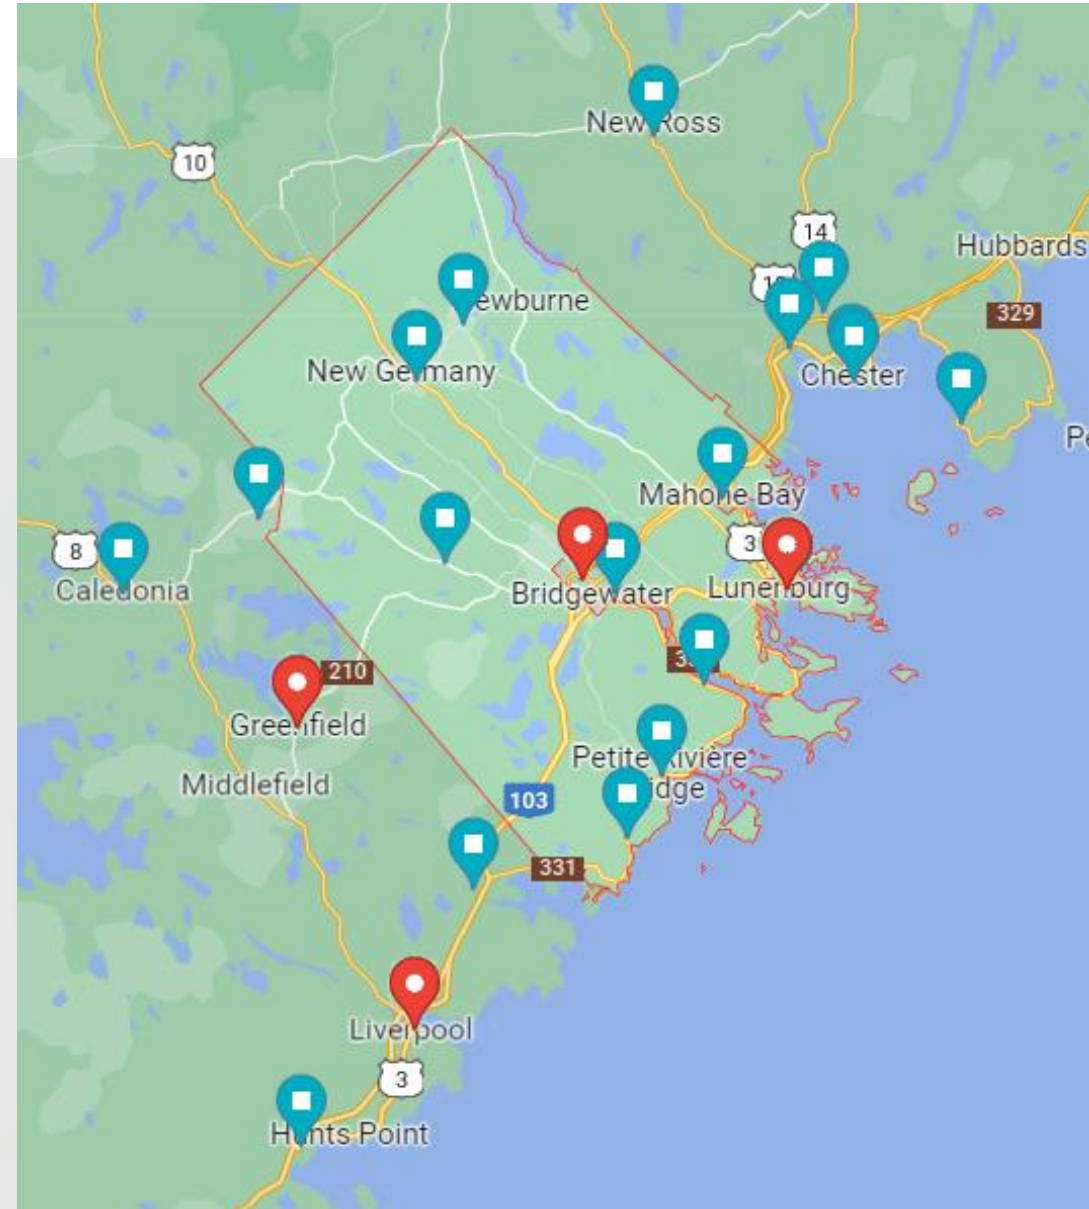 New Ross
10
14
Hubbards
329
ewburne
New Germany
Chester
Mahone Bay
8
3
Caledonia
Bridgewater
Lunenburg
210
Greenfield
Petite Rivière
Middlefield
idge
103
331
Liverpool
3
Hunts Point